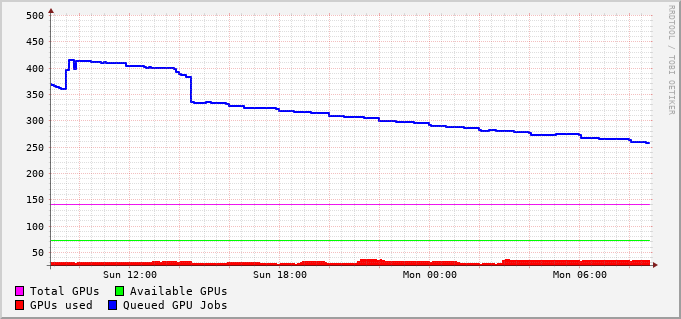 500
450
400
350
300
250
200
150
100
50
Sun 12:00 Sun 18:00 Mon 00:00 Mon 06:00
Total GPUs Available GPUs
GPUs used Queued GPU Jobs
RRDTOOL / TOBI OETIKER